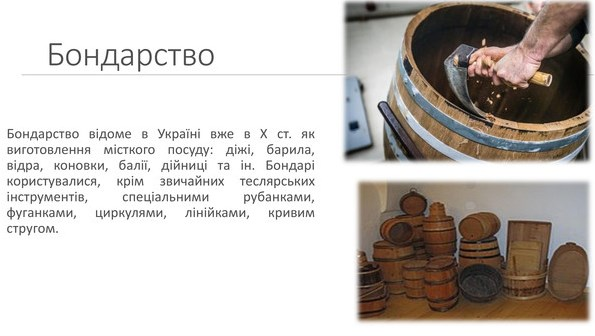 Бондарство
Бондарство відоме в Україні вже в X ст. як
виготовлення місткого посуду: діжі, барила,
відра, коновки, балії, дійниці та ін. Бондарі
користувалися, крім звичайних теслярських
інструментів, спеціальними рубанками,
фуганками, циркулями, лінійками, кривим
стругом.